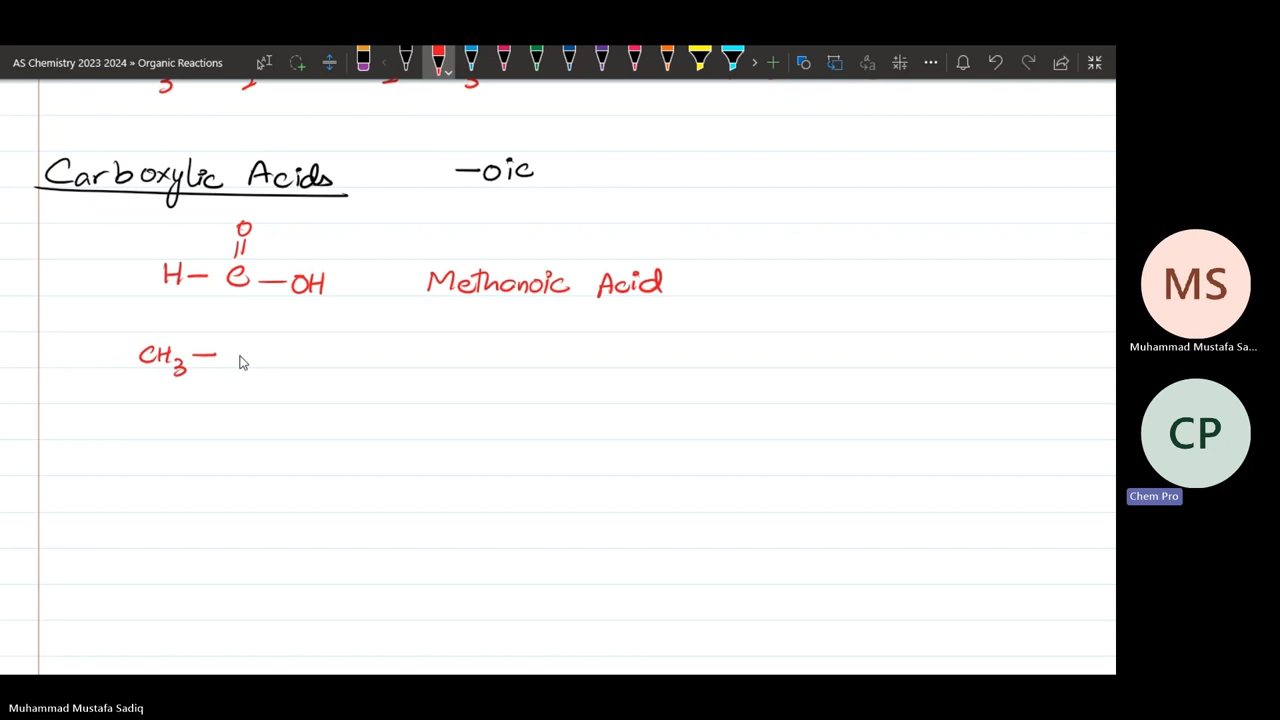 AS Chemistry 2023 2024 » Organic Reactions
Carboxylic Acids —oic
O
||
H — C — OH Methanoic Acid
CH3 —
MS
Muhammad Mustafa Sa...
CP
Chem Pro
Muhammad Mustafa Sadiq